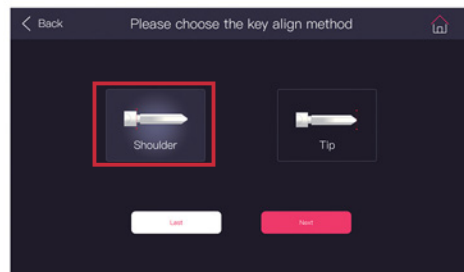 Back
Please choose the key align method
Shoulder
Tip
Last
Next